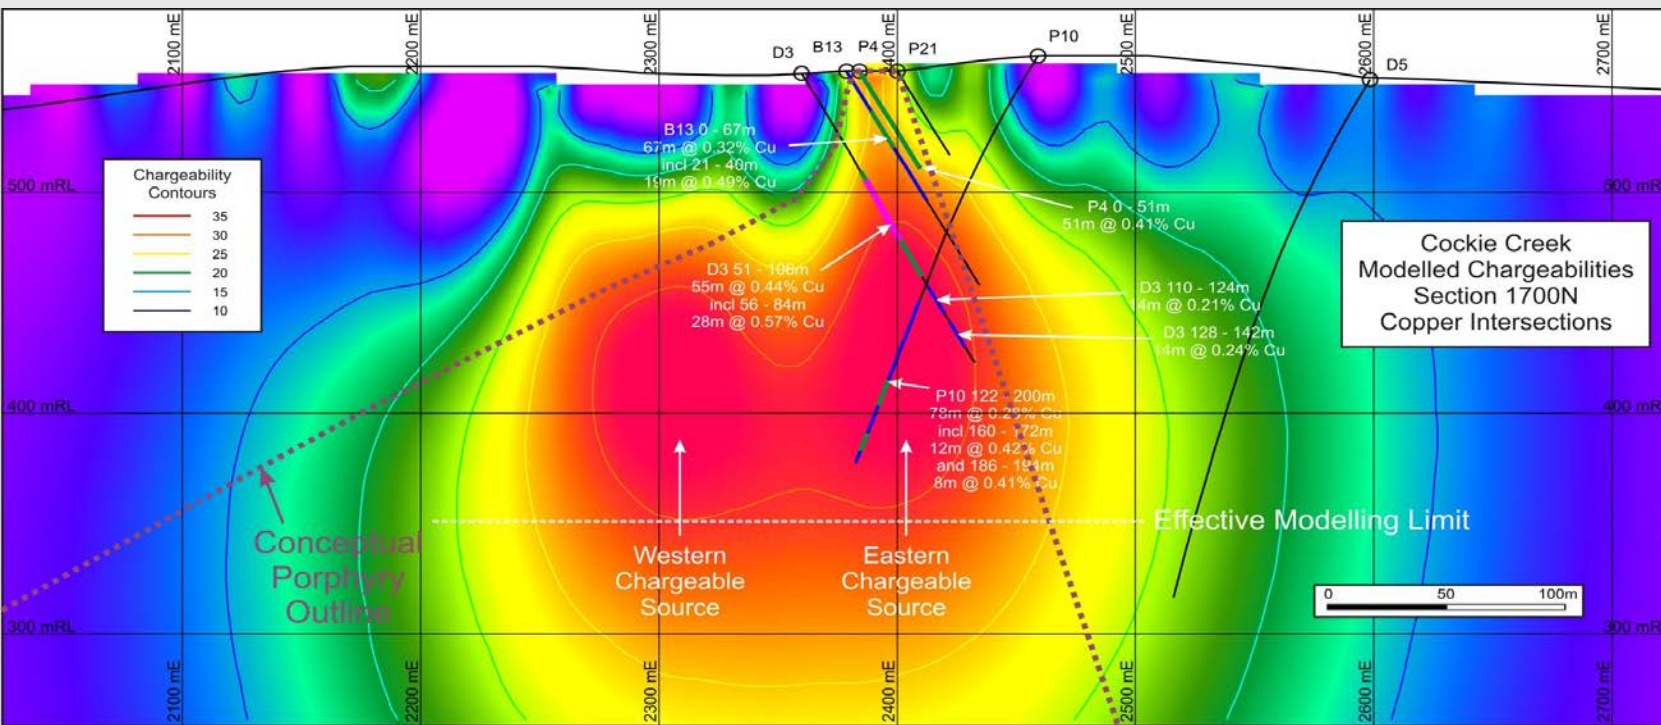 2100 mE
2200 mE
2300 mE
2400 mE
2500 mE
2600 mE
2700 mE
D3
B13
P4
P21
P10
D5
Chargeability
Contours
35
30
25
20
15
10
B13 0 - 67m
67m @ 0.32% Cu
incl 21 - 40m
19m @ 0.49% Cu
500 mRL
500 mR
P4 0 - 51m
51m @ 0.41% Cu
Cockie Creek
Modelled Chargeabilities
Section 1700N
Copper Intersections
D3 51 - 106m
55m @ 0.44% Cu
incl 56 - 84m
28m @ 0.57% Cu
D3 110 - 124m
14m @ 0.21% Cu
D3 128 - 142m
14m @ 0.24% Cu
400 mRL
400 mR
P10 122 - 200m
78m @ 0.28% Cu
incl 160 - 172m
12m @ 0.42% Cu
and 186 - 194m
8m @ 0.41% Cu
Effective Modelling Limit
Conceptual
Porphyry
Outline
Western
Chargeable
Source
Eastern
Chargeable
Source
0 50 100m
300 mRL
300 mR
2100 mE
2200 mE
2300 mE
2400 mE
2500 mE
2600 mE
2700 mE